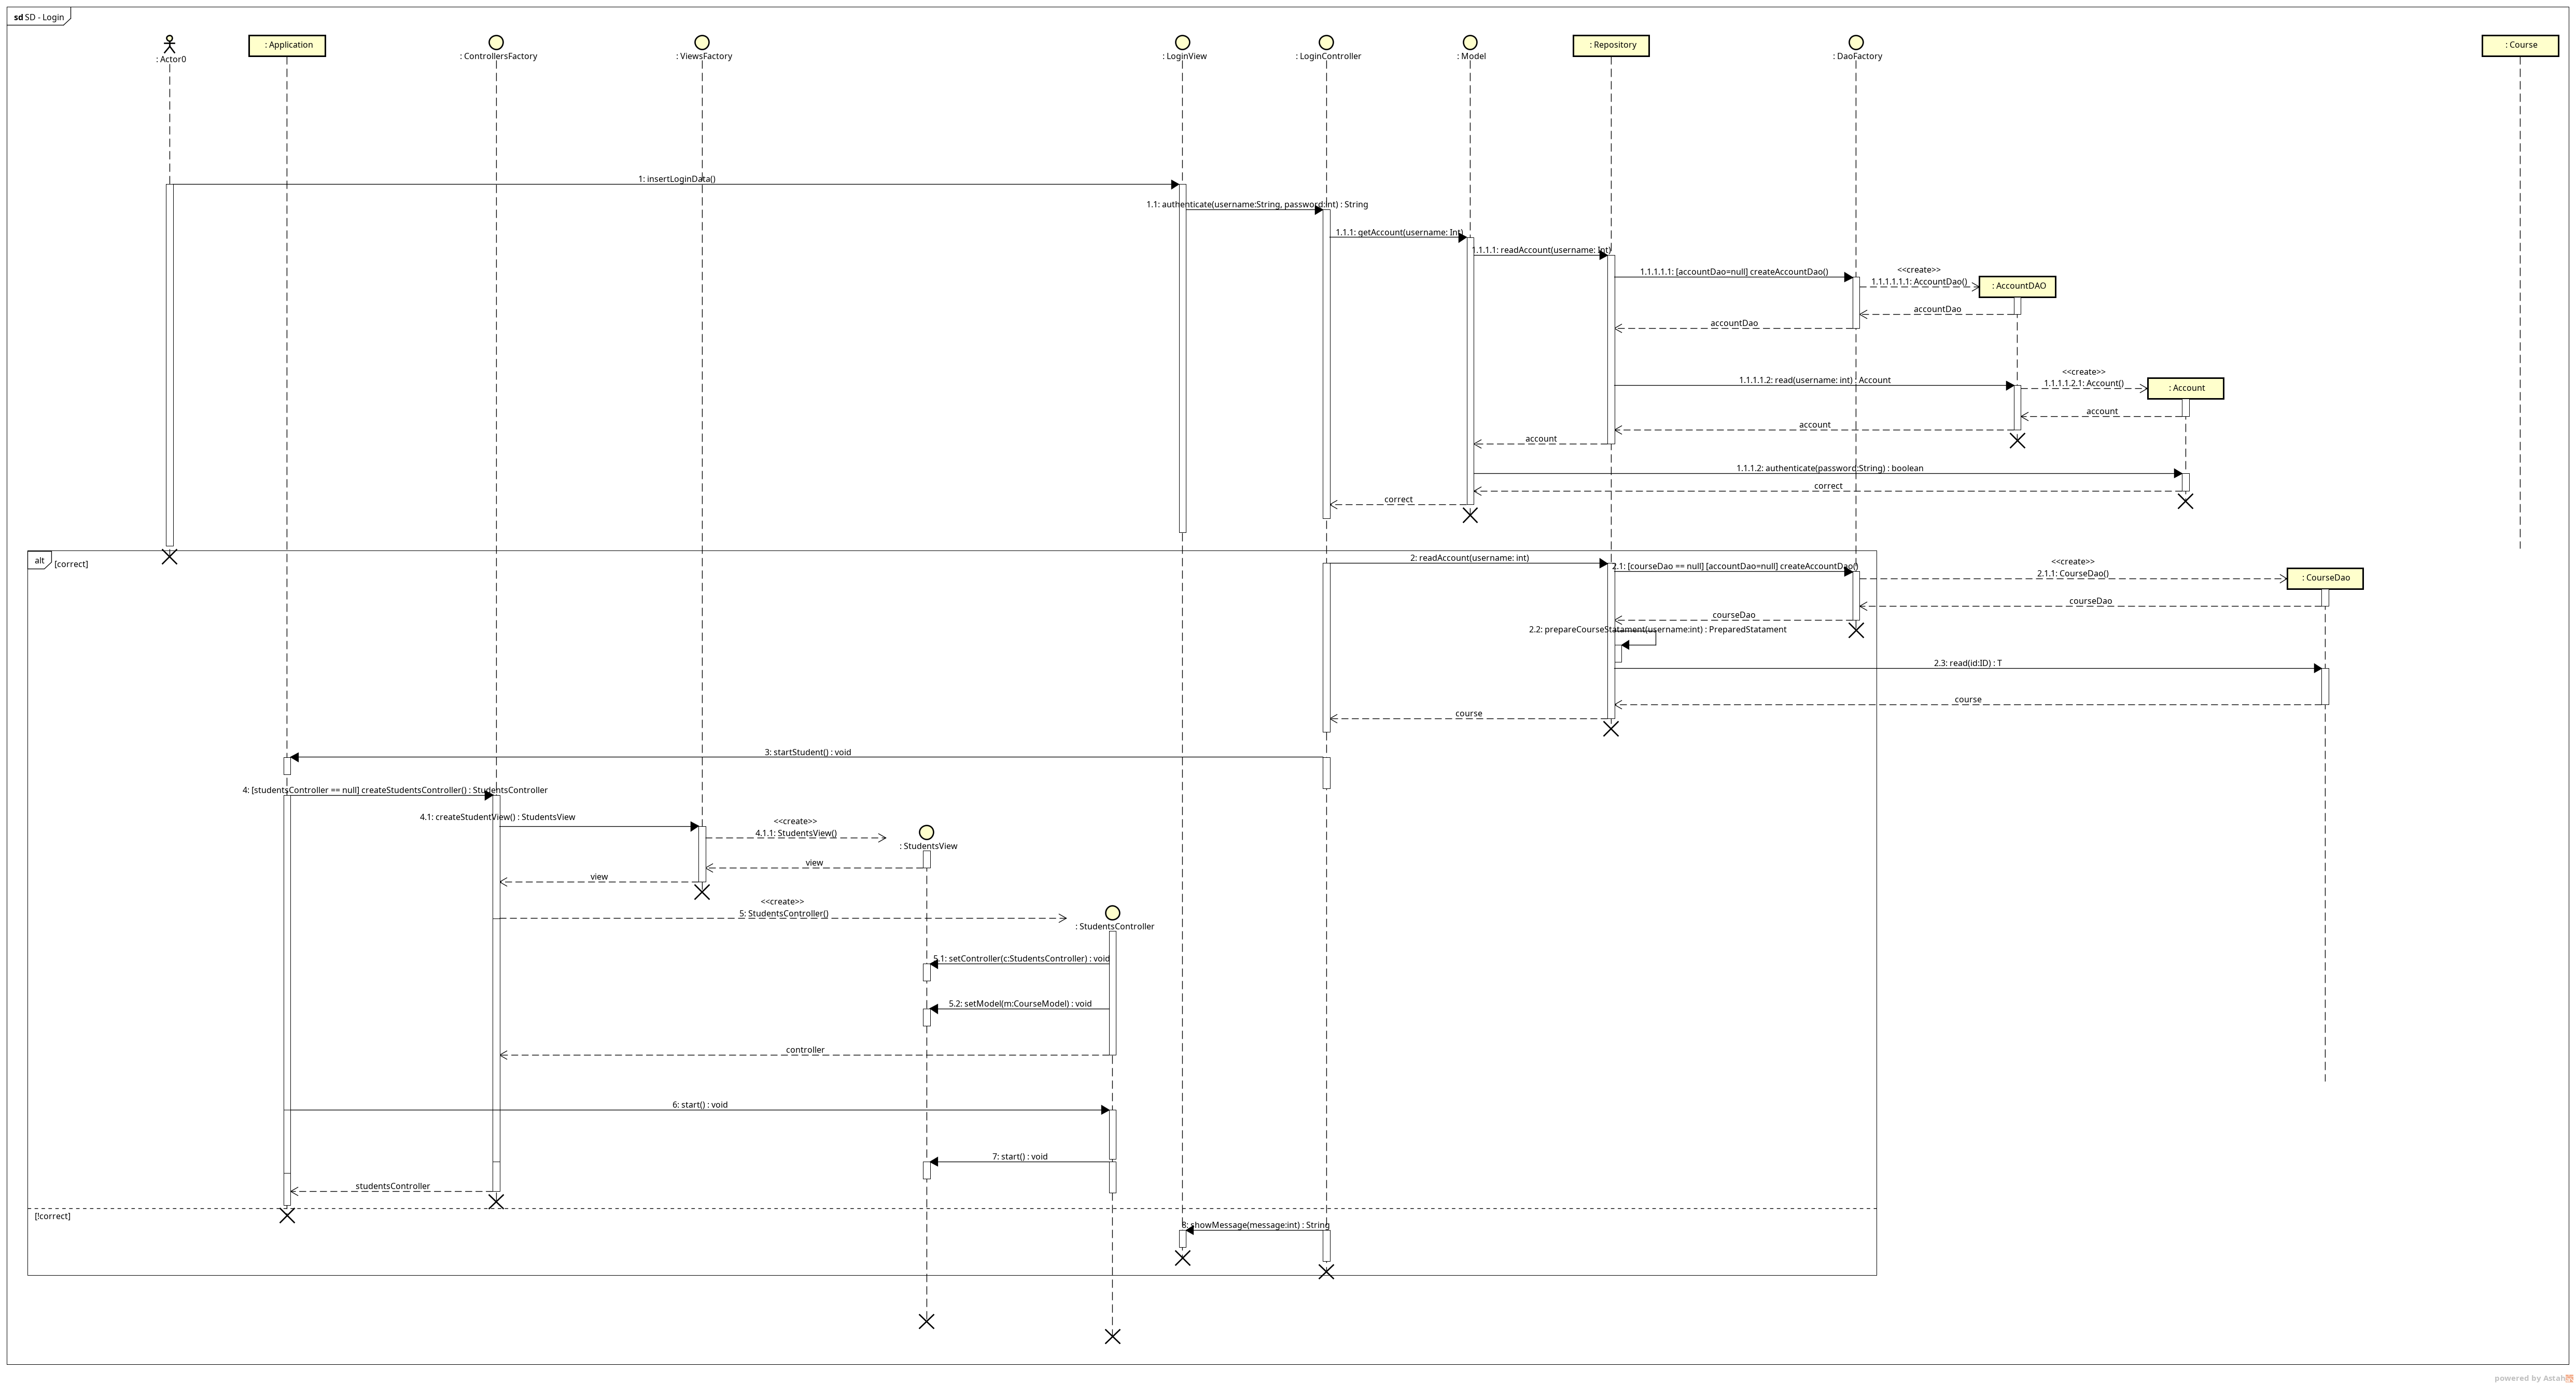 sd SD - Login
: Actor0
: Application
: ControllersFactory
: ViewsFactory
: LoginView
: LoginController
: Model
: Repository
: DaoFactory
: Course
1: insertLoginData()
1.1: authenticate(username:String, password:int) : String
1.1.1: getAccount(username: Int)
1.1.1.1: readAccount(username: Int)
1.1.1.1.1: [accountDao=null] createAccountDao()
<<create>>
1.1.1.1.1.1: AccountDao()
: AccountDAO
accountDao
accountDao
1.1.1.1.2: read(username: int) : Account
<<create>>
1.1.1.1.2.1: Account()
: Account
account
account
account
1.1.1.2: authenticate(password:String) : boolean
correct
correct
alt
[correct]
2: readAccount(username: int)
2.1: [courseDao == null] [accountDao=null] createAccountDao()
<<create>>
2.1.1: CourseDao()
: CourseDao
courseDao
courseDao
2.2: prepareCourseStatament(username:int) : PreparedStatament
2.3: read(id:ID) : T
course
course
3: startStudent() : void
4: [studentsController == null] createStudentsController() : StudentsController
4.1: createStudentView() : StudentsView
<<create>>
4.1.1: StudentsView()
: StudentsView
view
view
<<create>>
5: StudentsController()
: StudentsController
5.1: setController(c:StudentsController) : void
5.2: setModel(m:CourseModel) : void
controller
6: start() : void
7: start() : void
studentsController
[!correct]
8: showMessage(message:int) : String
powered by Astah